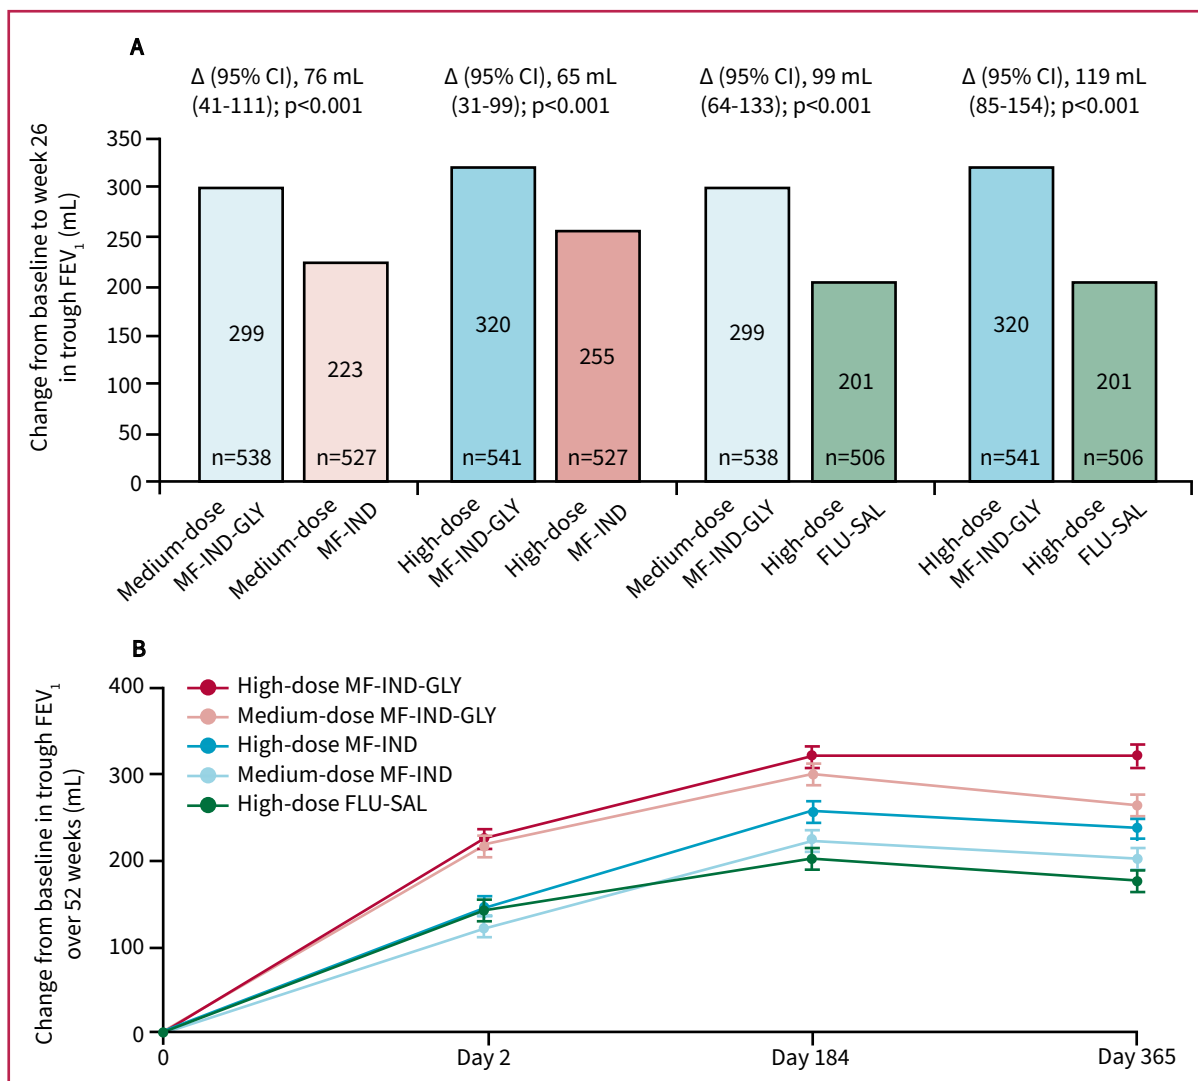 A
Δ (95% CI), 76 mL
(41-111); p<0.001
Δ (95% CI), 65 mL
(31-99); p<0.001
Δ (95% CI), 99 mL
(64-133); p<0.001
Δ (95% CI), 119 mL
(85-154); p<0.001
Change from baseline to week 26
in trough FEV₁ (mL)
350
300
250
200
150
100
50
0
299
n=538
223
n=527
320
n=541
255
n=527
299
n=538
201
n=506
320
n=541
201
n=506
Medium-dose
MF-IND-GLY
Medium-dose
MF-IND
High-dose
MF-IND-GLY
High-dose
MF-IND
Medium-dose
MF-IND-GLY
High-dose
FLU-SAL
HIgh-dose
MF-IND-GLY
High-dose
FLU-SAL
B
Change from baseline in trough FEV₁
over 52 weeks (mL)
400
300
200
100
0
High-dose MF-IND-GLY
Medium-dose MF-IND-GLY
High-dose MF-IND
Medium-dose MF-IND
High-dose FLU-SAL
0
Day 2
Day 184
Day 365